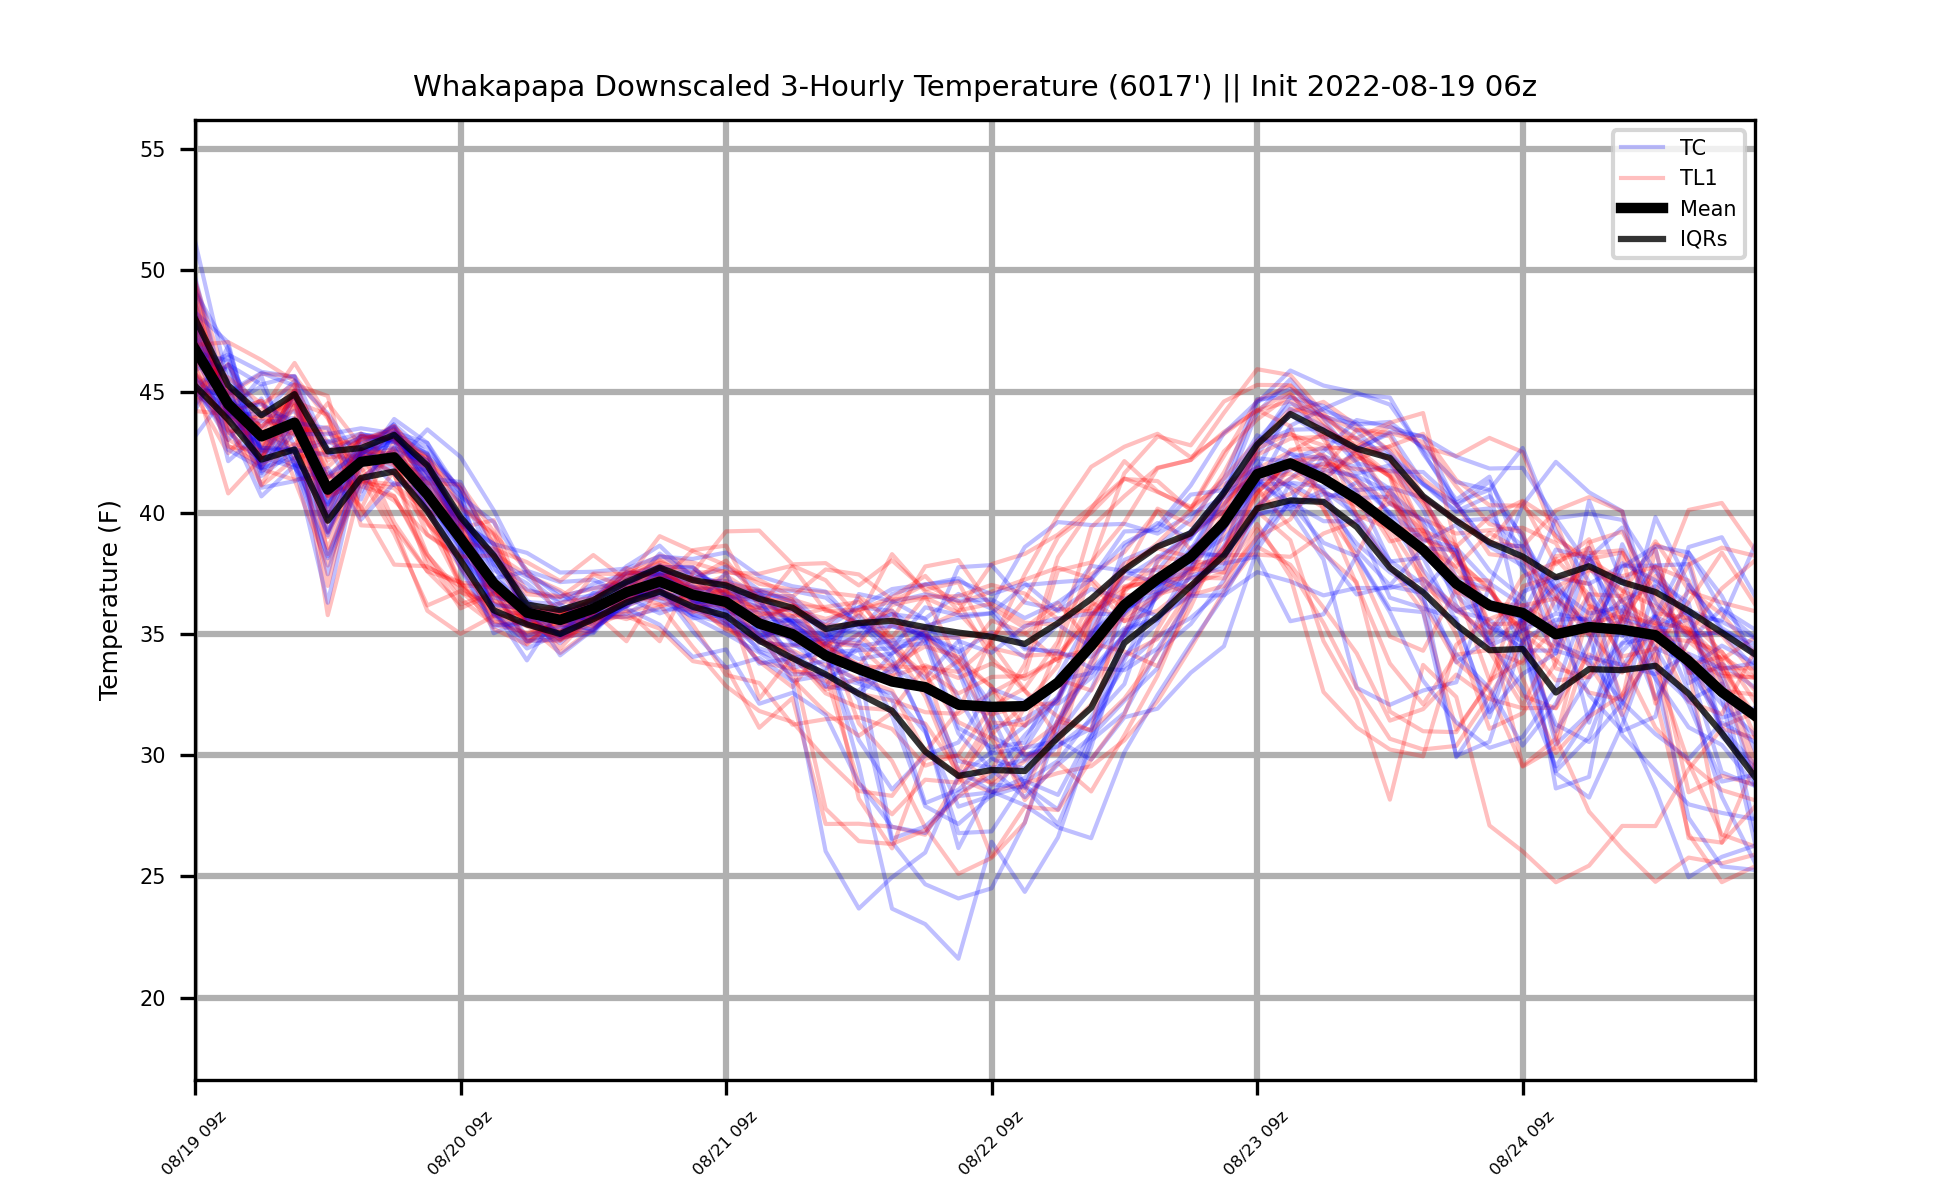 Whakapapa Downscaled 3-Hourly Temperature (6017') || Init 2022-08-19 06z
TC
TL1
Mean
IQRs
Temperature (F)
55
50
45
40
35
30
25
20
08/19 09z
08/20 09z
08/21 09z
08/22 09z
08/23 09z
08/24 09z